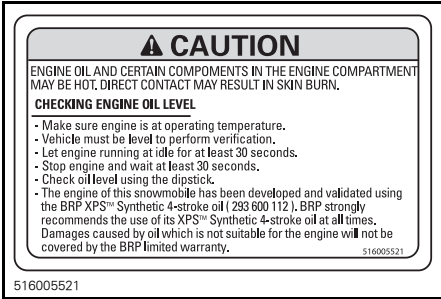 ⚠ CAUTION
ENGINE OIL AND CERTAIN COMPOMENTS IN THE ENGINE COMPARTMENT
MAY BE HOT. DIRECT CONTACT MAY RESULT IN SKIN BURN.
CHECKING ENGINE OIL LEVEL
- Make sure engine is at operating temperature.
- Vehicle must be level to perform verification.
- Let engine running at idle for at least 30 seconds.
- Stop engine and wait at least 30 seconds.
- Check oil level using the dipstick.
- The engine of this snowmobile has been developed and validated using
the BRP XPS™ Synthetic 4-stroke oil ( 293 600 112 ). BRP strongly
recommends the use of its XPS™ Synthetic 4-stroke oil at all times.
Damages caused by oil which is not suitable for the engine will not be
covered by the BRP limited warranty.
516005521
516005521